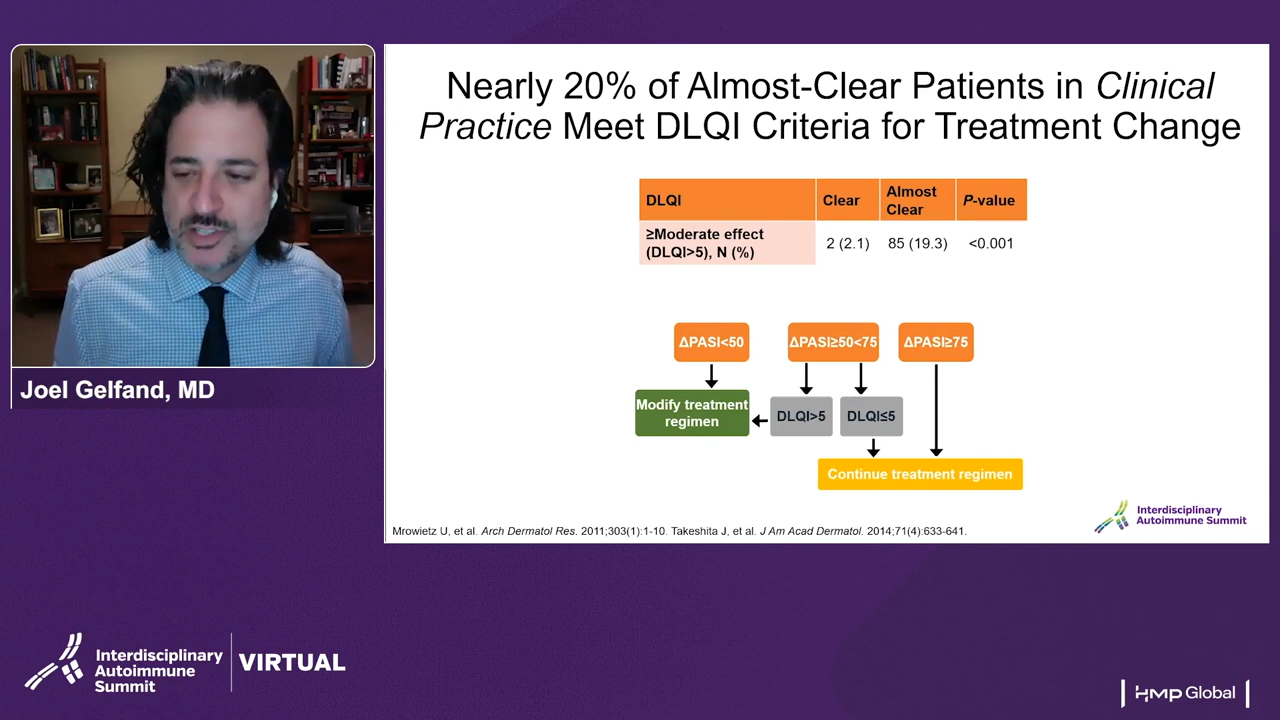 Nearly 20% of Almost-Clear Patients in Clinical
Practice Meet DLQI Criteria for Treatment Change
DLQI
Clear
Almost
Clear
P-value
≥Moderate effect
(DLQI>5), N (%)
2 (2.1)
85 (19.3)
<0.001
ΔPASI<50
ΔPASI≥50<75
ΔPASI≥75
Modify treatment
regimen
DLQI>5
DLQI≤5
Continue treatment regimen
Mrowietz U, et al. Arch Dermatol Res. 2011;303(1):1-10. Takeshita J, et al. J Am Acad Dermatol. 2014;71(4):633-641.
Interdisciplinary
Autoimmune Summit
Joel Gelfand, MD
Interdisciplinary
Autoimmune
Summit
VIRTUAL
HMP Global